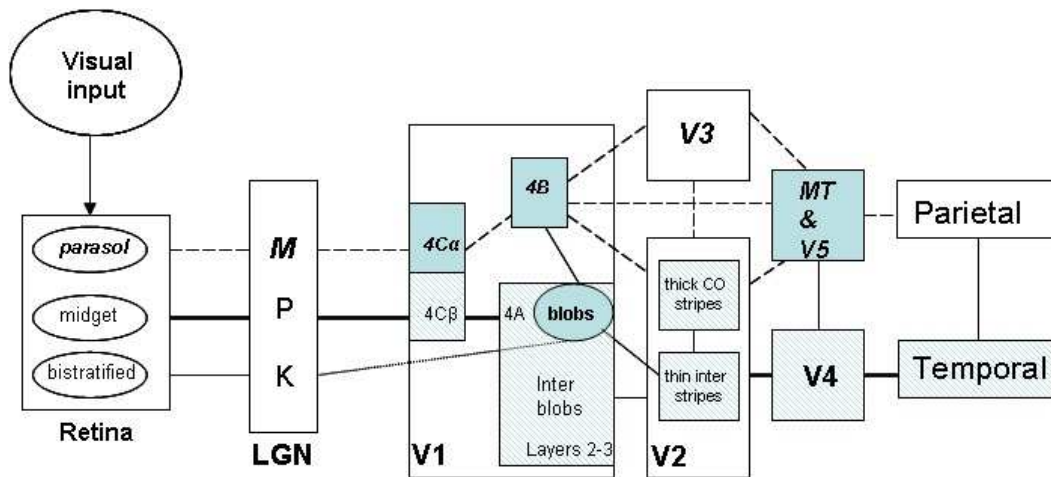 Visual
input
parasol
midget
bistratified
Retina
M
P
K
LGN
4Cα
4Cβ
4B
4A
blobs
Inter
blobs
Layers 2-3
V1
V3
thick CO
stripes
thin inter
stripes
V2
MT
&
V5
V4
Parietal
Temporal